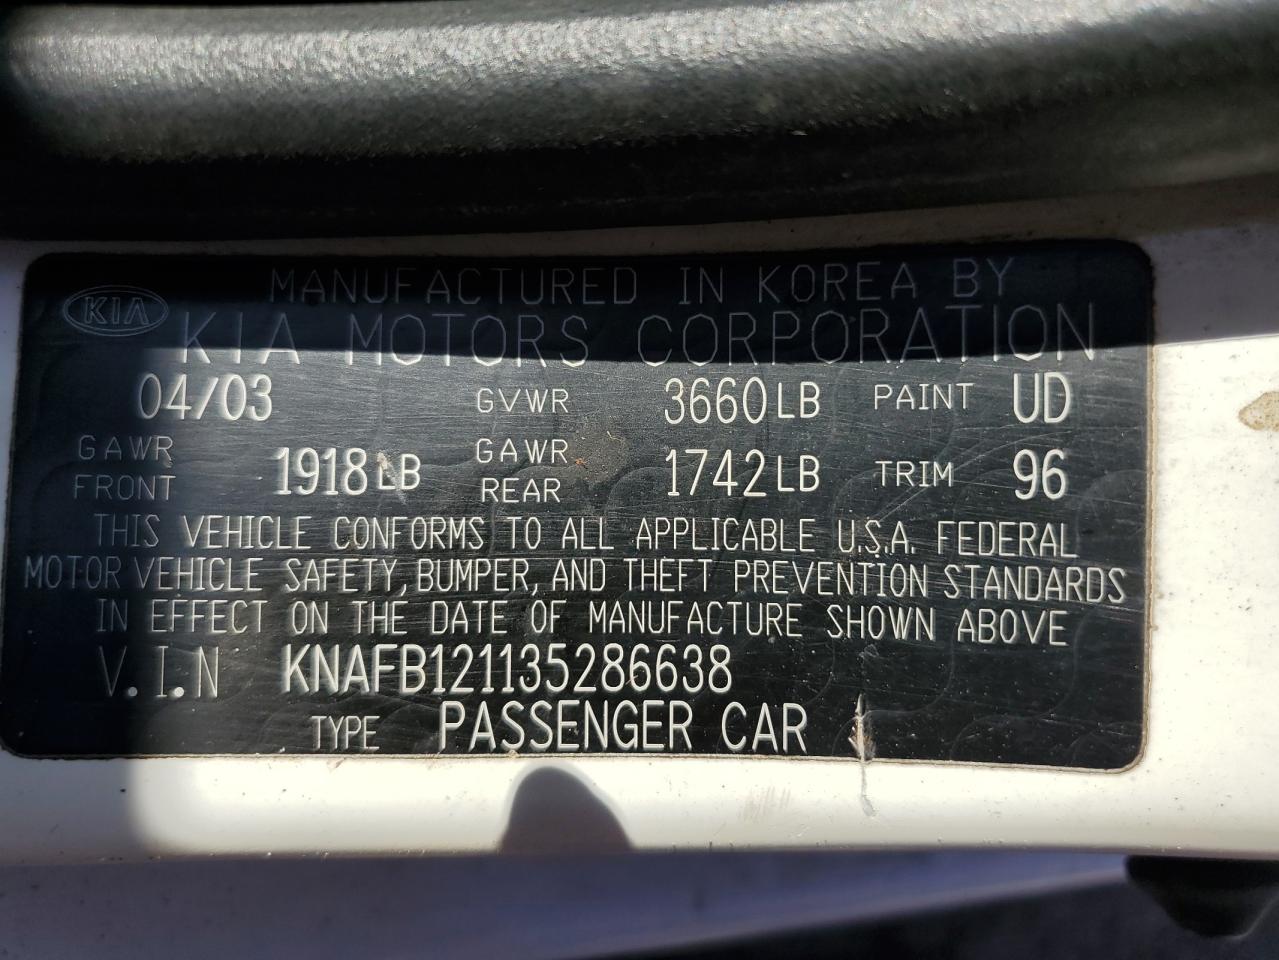 MANUFACTURED IN KOREA BY
KIA
KIA MOTORS CORPORATION
04/03 GVWR 3660LB PAINT UD
GAWR FRONT 1918LB GAWR REAR 1742LB TRIM 96
THIS VEHICLE CONFORMS TO ALL APPLICABLE U.S.A. FEDERAL
MOTOR VEHICLE SAFETY, BUMPER, AND THEFT PREVENTION STANDARDS
IN EFFECT ON THE DATE OF MANUFACTURE SHOWN ABOVE
V.I.N KNAFB121135286638
TYPE PASSENGER CAR